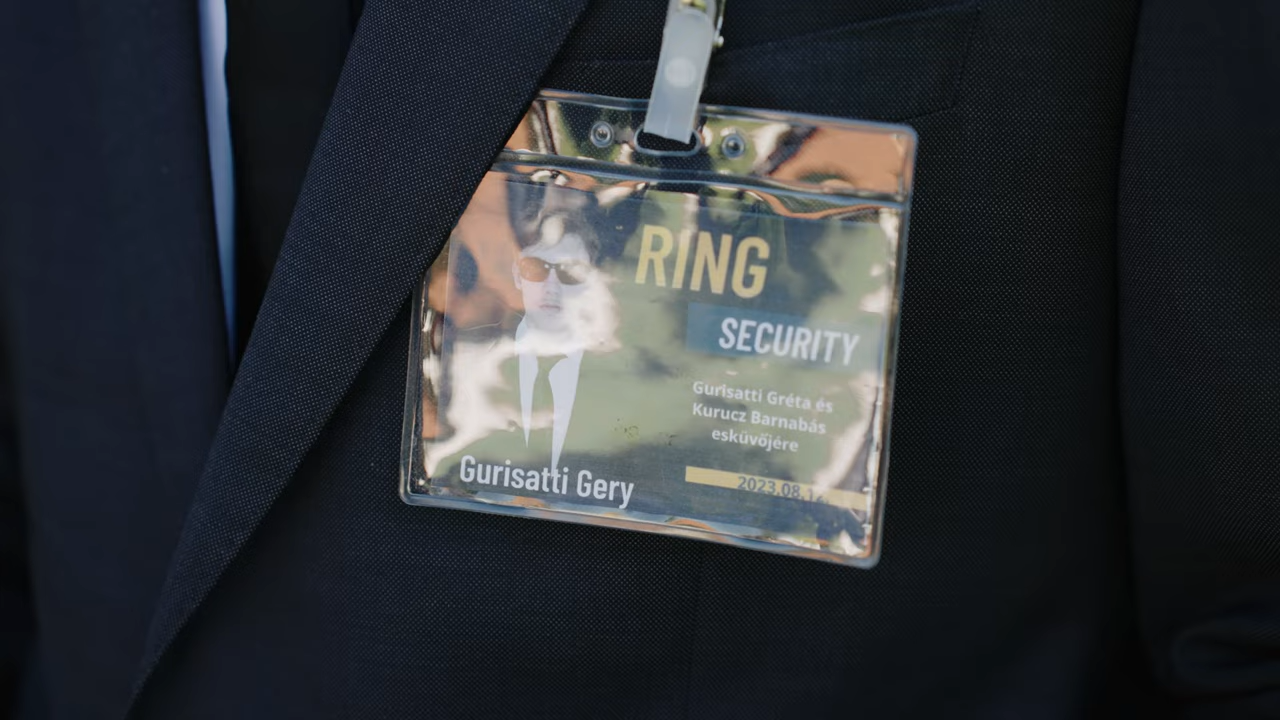 RING
SECURITY
Gurisatti Gréta és
Kurucz Barnabás
esküvőjére
Gurisatti Gery